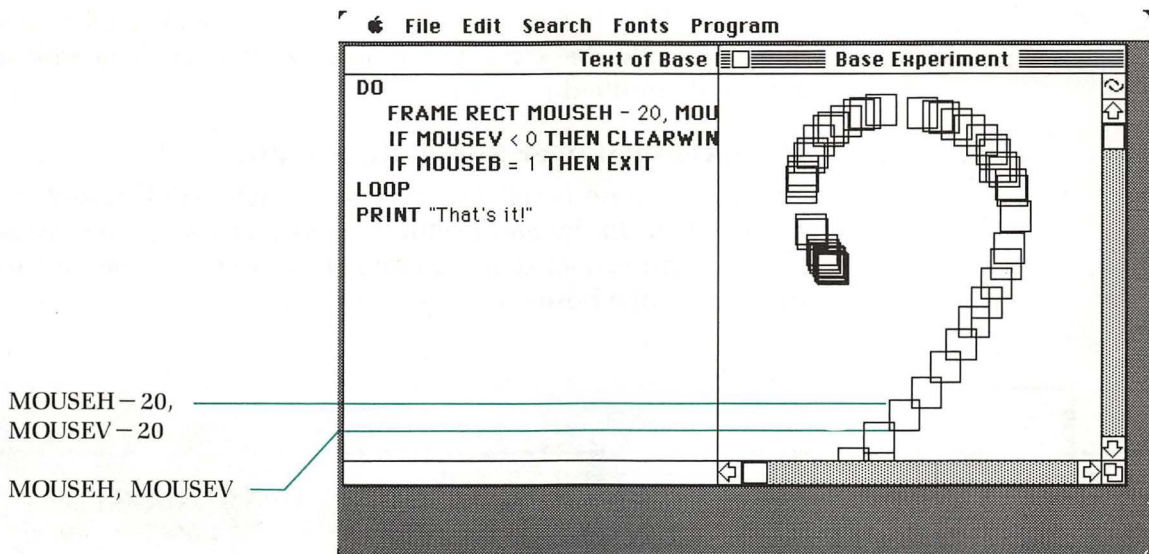 File Edit Search Fonts Program
Text of Base
Base Experiment
DO
FRAME RECT MOUSEH - 20, MOU
IF MOUSEV < 0 THEN CLEARWIN
IF MOUSEB = 1 THEN EXIT
LOOP
PRINT "That's it!"
MOUSEH − 20,
MOUSEV − 20
MOUSEH, MOUSEV